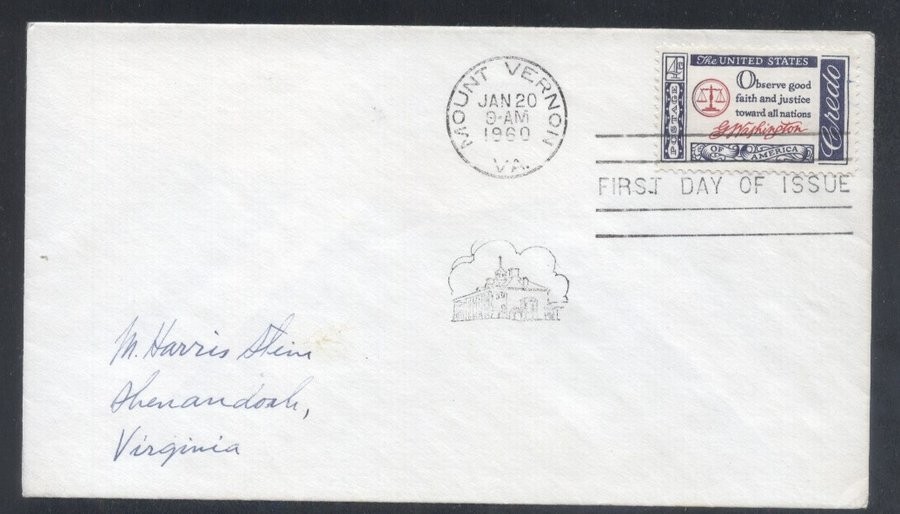 MOUNT VERNON
JAN 20
9-AM
1960
VA.
4¢
POSTAGE
The UNITED STATES
Observe good
faith and justice
toward all nations
G Washington
OF AMERICA
Credo
FIRST DAY OF ISSUE
M. Harris Stein
Shenandoah,
Virginia